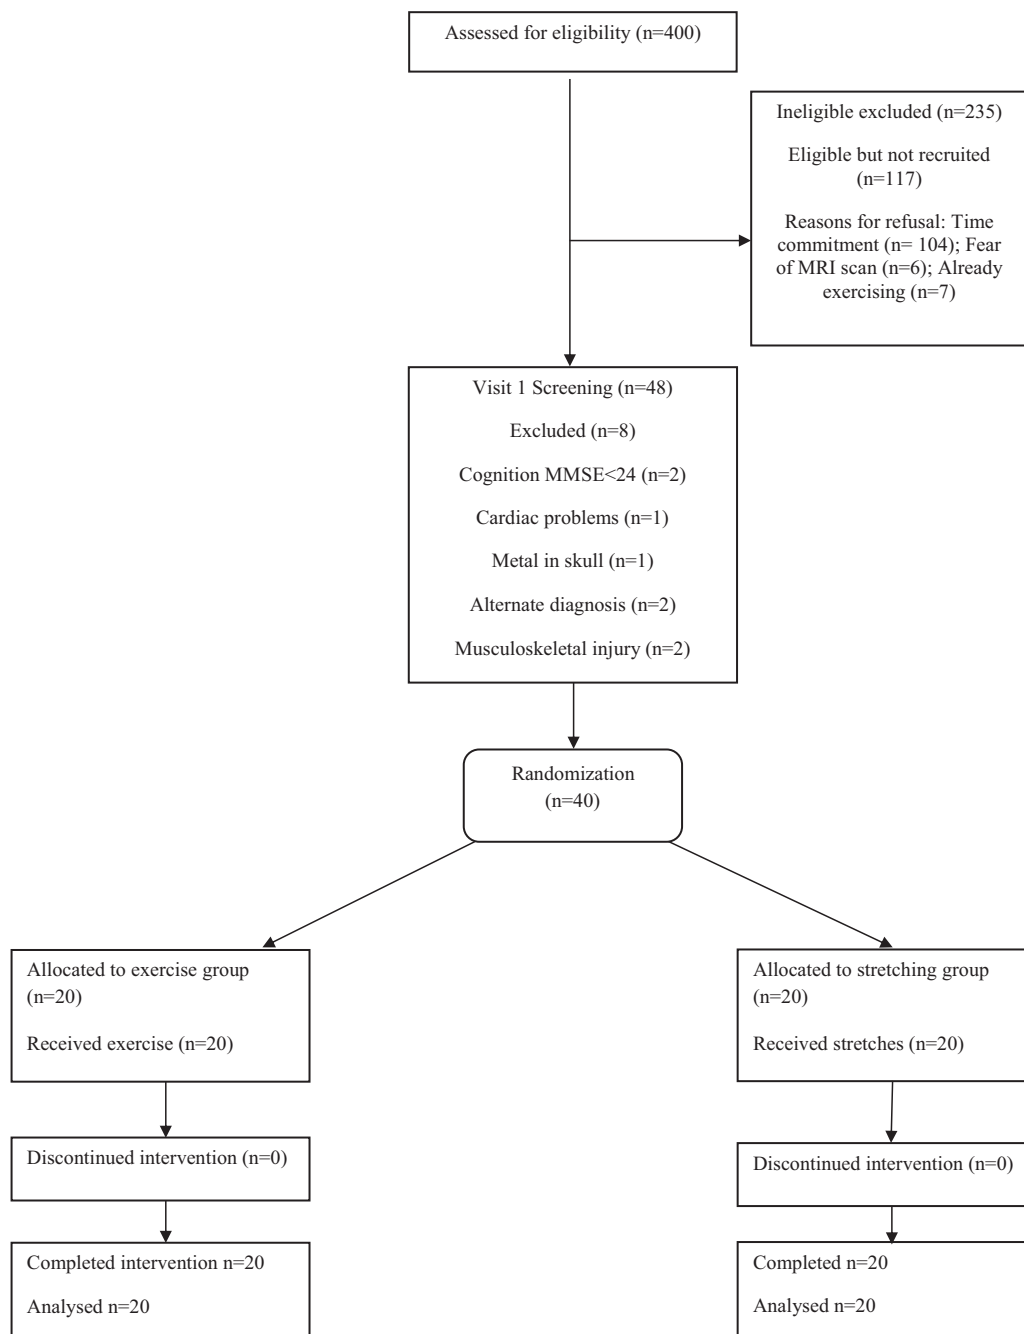 Assessed for eligibility (n=400)
Ineligible excluded (n=235)
Eligible but not recruited
(n=117)
Reasons for refusal: Time
commitment (n= 104); Fear
of MRI scan (n=6); Already
exercising (n=7)
Visit 1 Screening (n=48)
Excluded (n=8)
Cognition MMSE<24 (n=2)
Cardiac problems (n=1)
Metal in skull (n=1)
Alternate diagnosis (n=2)
Musculoskeletal injury (n=2)
Randomization
(n=40)
Allocated to exercise group
(n=20)
Received exercise (n=20)
Allocated to stretching group
(n=20)
Received stretches (n=20)
Discontinued intervention (n=0)
Discontinued intervention (n=0)
Completed intervention n=20
Analysed n=20
Completed n=20
Analysed n=20